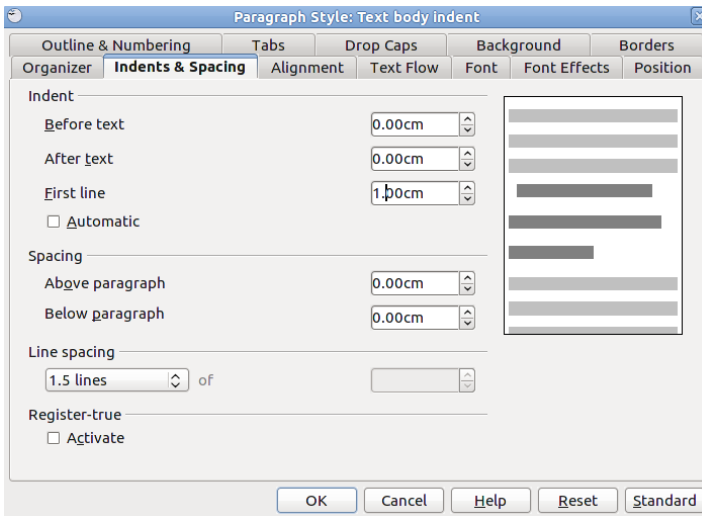 Paragraph Style: Text body indent
Outline & Numbering Tabs Drop Caps Background Borders
Organizer Indents & Spacing Alignment Text Flow Font Font Effects Position
Indent
Before text 0.00cm
After text 0.00cm
First line 1.00cm
Automatic
Spacing
Above paragraph 0.00cm
Below paragraph 0.00cm
Line spacing
1.5 lines of
Register-true
Activate
OK Cancel Help Reset Standard